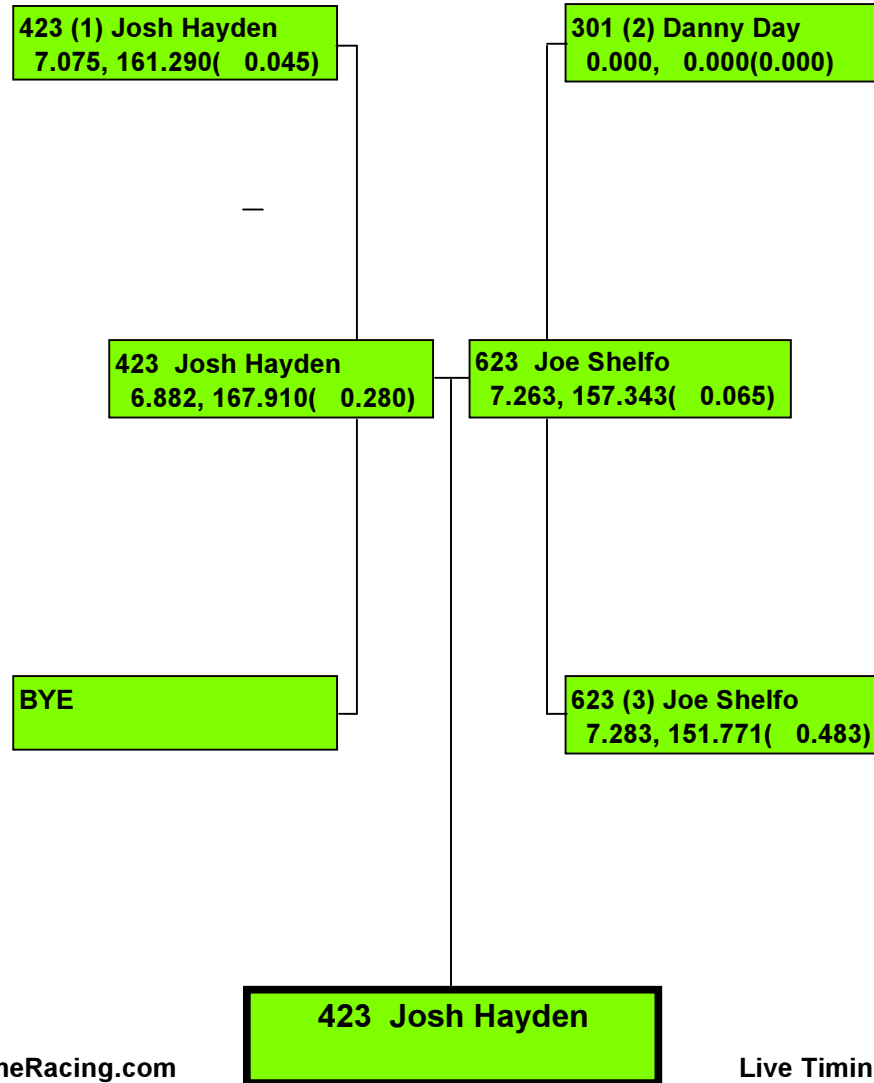 423 (1) Josh Hayden
7.075, 161.290( 0.045)
301 (2) Danny Day
0.000, 0.000(0.000)
423 Josh Hayden
6.882, 167.910( 0.280)
623 Joe Shelfo
7.263, 157.343( 0.065)
BYE
623 (3) Joe Shelfo
7.283, 151.771( 0.483)
423 Josh Hayden
neRacing.com
Live Timin